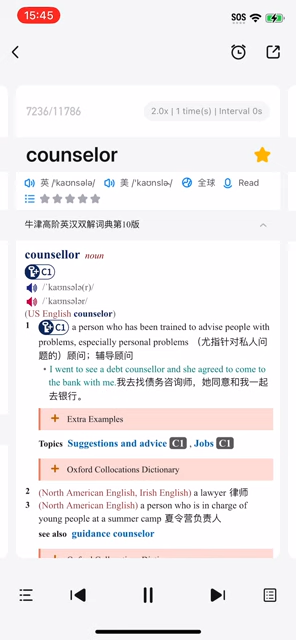 15:45
SOS
7236/11786
2.0x | 1 time(s) | Interval 0s
counselor
英 /'kaʊnsələ/ 美 /'kaʊnslɚ/ 全球 Read
牛津高阶英汉双解词典第10版
counsellor noun
C1
/ˈkaʊnsələ(r)/
/ˈkaʊnsələr/
(US English counselor)
1 C1 a person who has been trained to advise people with
problems, especially personal problems （尤指针对私人问
题的）顾问；辅导顾问
• I went to see a debt counsellor and she agreed to come to
the bank with me.我去找债务咨询师，她同意和我一起
去银行。
+ Extra Examples
Topics Suggestions and advice C1 , Jobs C1
+ Oxford Collocations Dictionary
2 (North American English, Irish English) a lawyer 律师
3 (North American English) a person who is in charge of
young people at a summer camp 夏令营负责人
see also guidance counselor